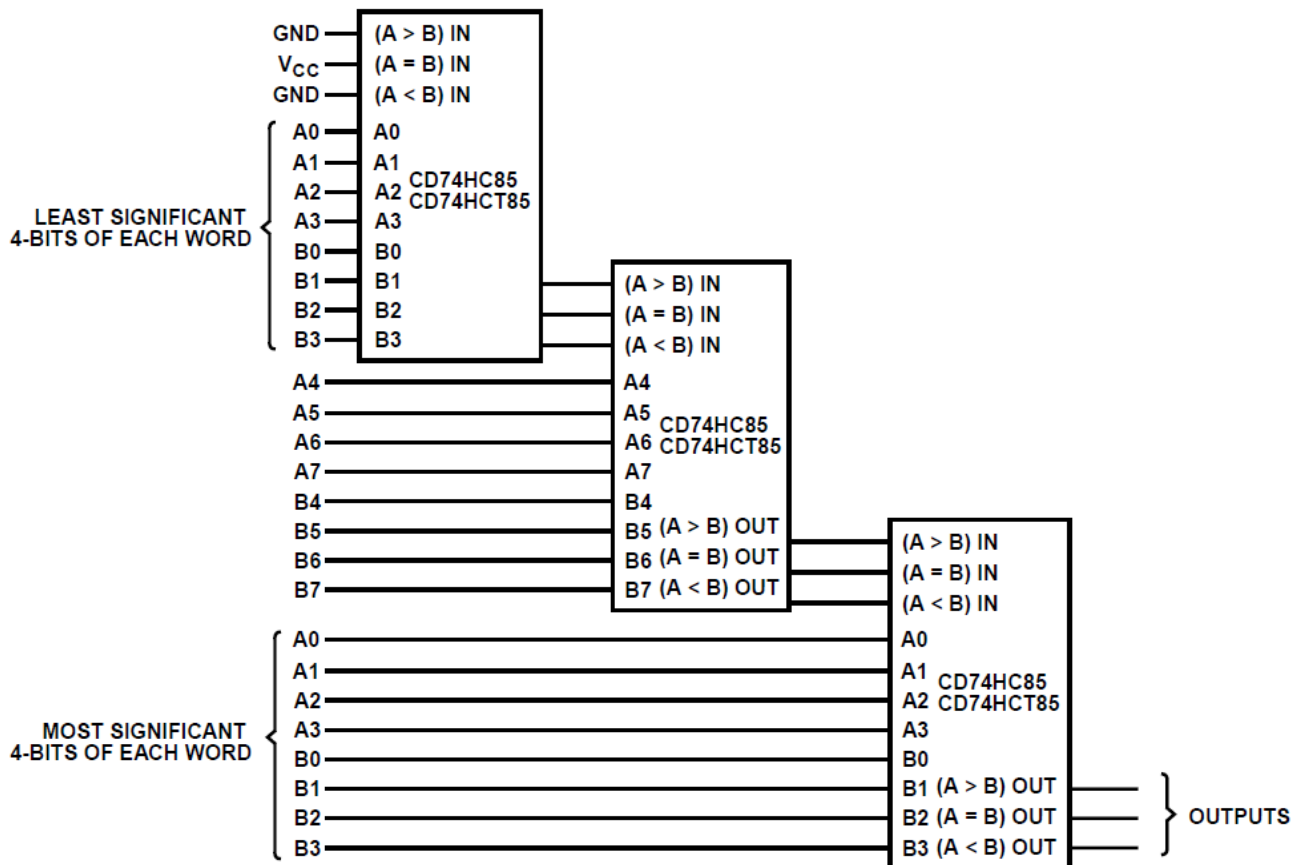 GND (A > B) IN
VCC (A = B) IN
GND (A < B) IN
A0 A0
A1 A1
CD74HC85
A2 A2
CD74HCT85
A3 A3
LEAST SIGNIFICANT
4-BITS OF EACH WORD
B0 B0
B1 B1
B2 B2
B3 B3
(A > B) IN
(A = B) IN
(A < B) IN
A4 A4
A5 A5
CD74HC85
A6 A6
CD74HCT85
A7 A7
B4 B4
B5 B5 (A > B) OUT
B6 B6 (A = B) OUT
B7 B7 (A < B) OUT
(A > B) IN
(A = B) IN
(A < B) IN
A0 A0
A1 A1
CD74HC85
A2 A2
CD74HCT85
A3 A3
MOST SIGNIFICANT
4-BITS OF EACH WORD
B0 B0
B1 B1 (A > B) OUT
B2 B2 (A = B) OUT
OUTPUTS
B3 B3 (A < B) OUT